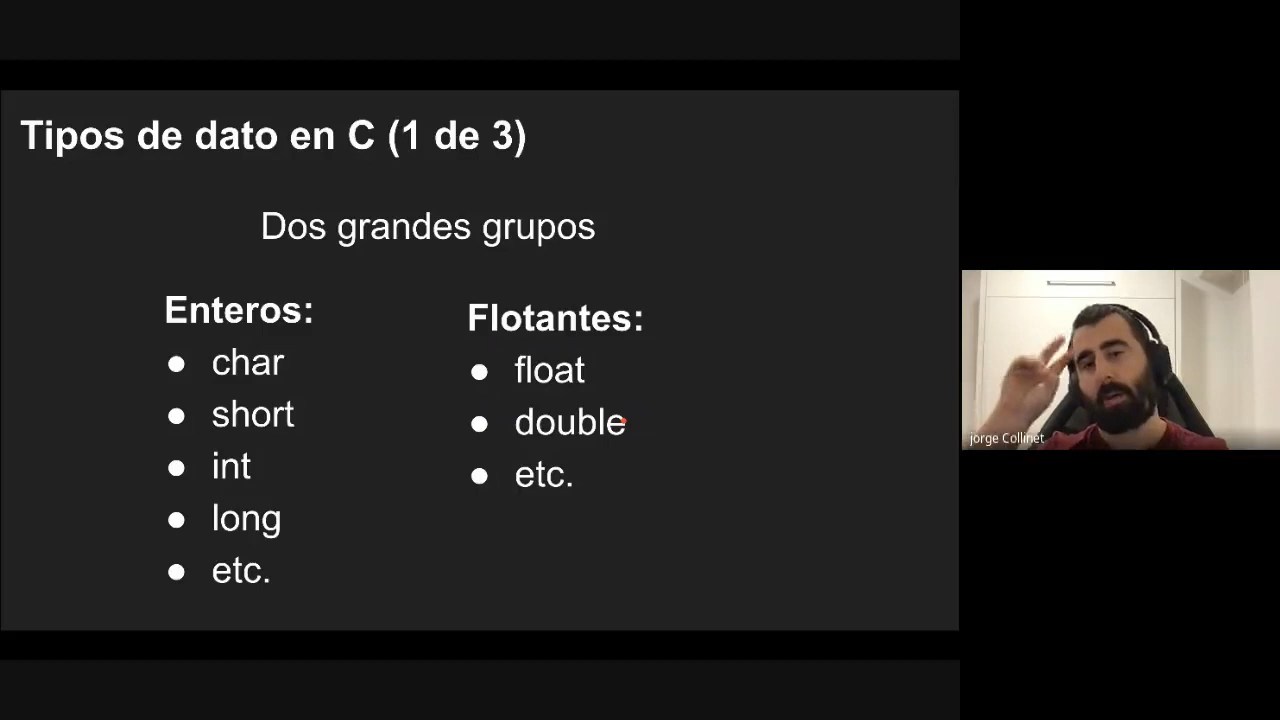 Tipos de dato en C (1 de 3)
Dos grandes grupos
Enteros:
● char
● short
● int
● long
● etc.
Flotantes:
● float
● double
● etc.
jorge Collinet